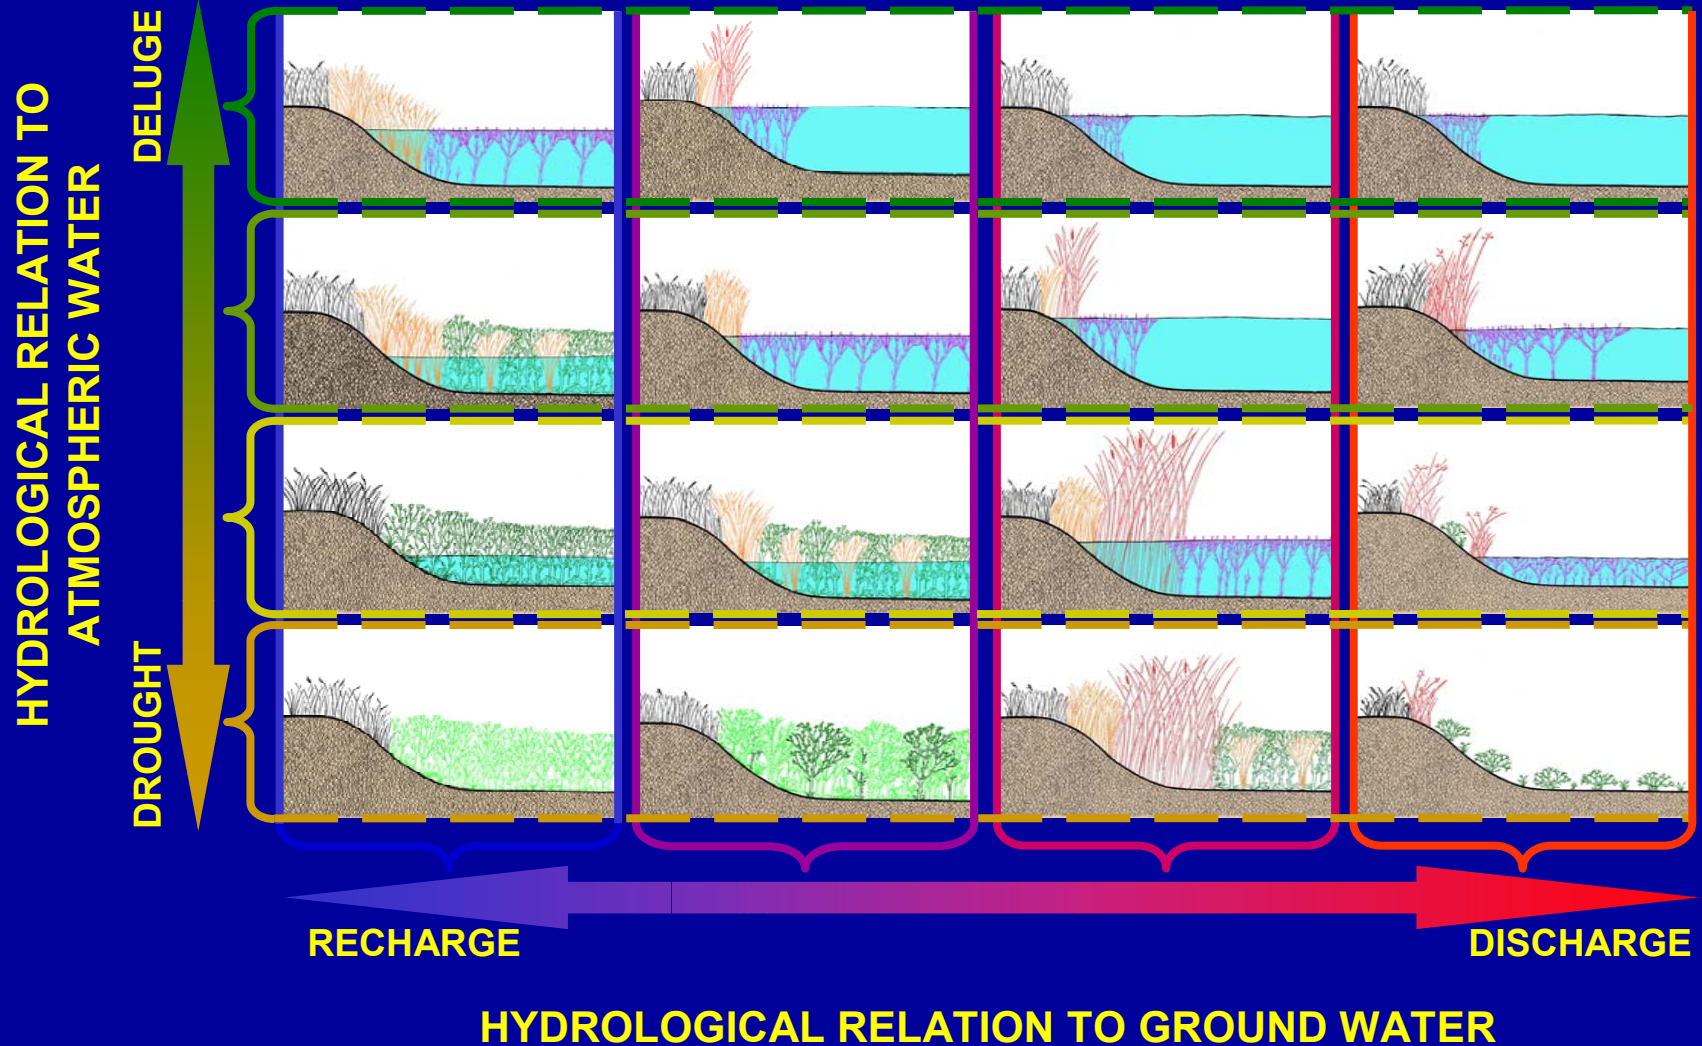 HYDROLOGICAL RELATION TO
ATMOSPHERIC WATER
DELUGE
DROUGHT
RECHARGE
DISCHARGE
HYDROLOGICAL RELATION TO GROUND WATER